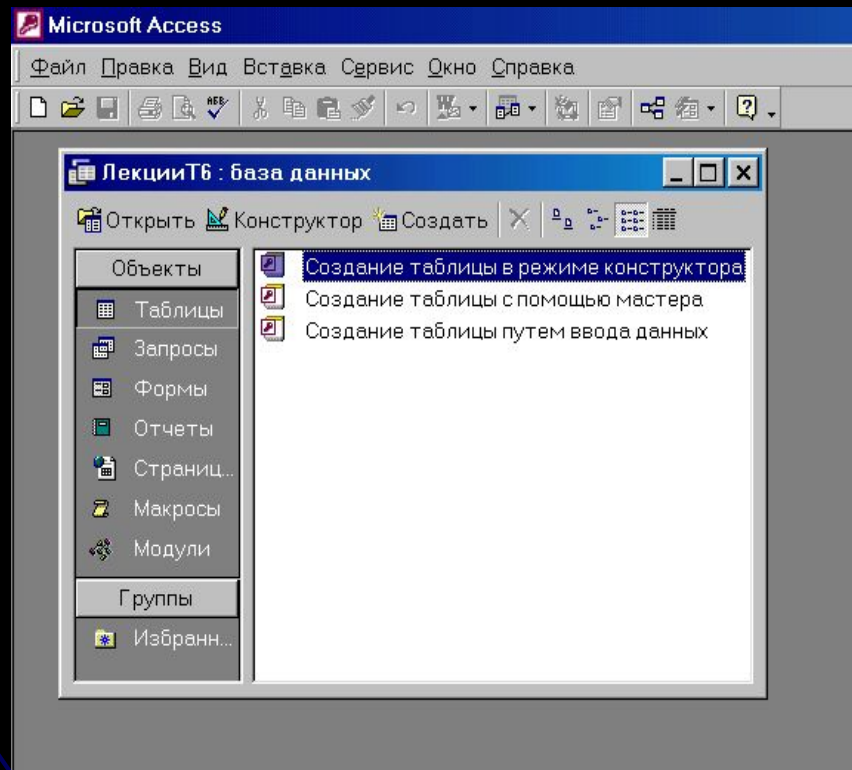 Microsoft Access
Файл Правка Вид Вставка Сервис Окно Справка
ЛекцииТ6 : база данных
Открыть Конструктор Создать
Объекты
Таблицы
Запросы
Формы
Отчеты
Страниц...
Макросы
Модули
Группы
Избранн...
Создание таблицы в режиме конструктора
Создание таблицы с помощью мастера
Создание таблицы путем ввода данных